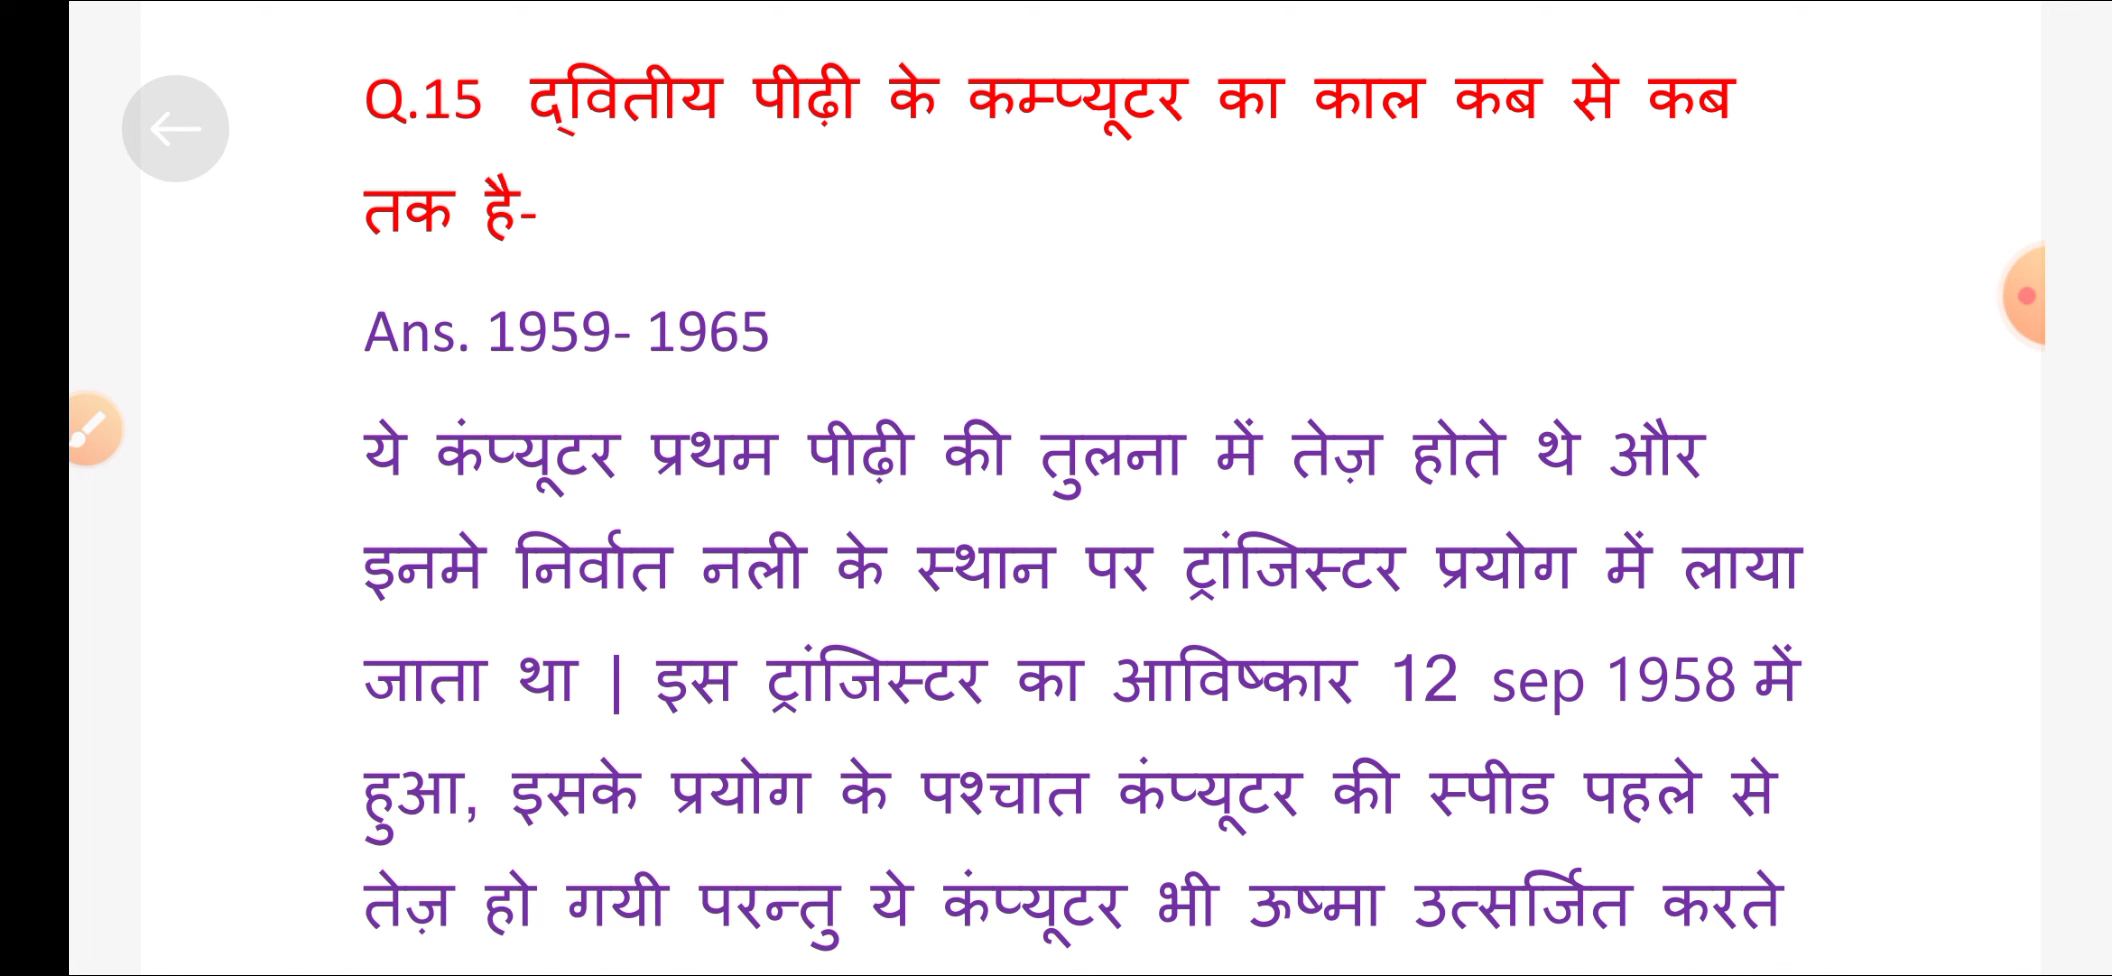 Q.15 द्वितीय पीढ़ी के कम्प्यूटर का काल कब से कब
तक है-
Ans. 1959- 1965
ये कंप्यूटर प्रथम पीढ़ी की तुलना में तेज़ होते थे और
इनमे निर्वात नली के स्थान पर ट्रांजिस्टर प्रयोग में लाया
जाता था | इस ट्रांजिस्टर का आविष्कार 12 sep 1958 में
हुआ, इसके प्रयोग के पश्चात कंप्यूटर की स्पीड पहले से
तेज़ हो गयी परन्तु ये कंप्यूटर भी ऊष्मा उत्सर्जित करते